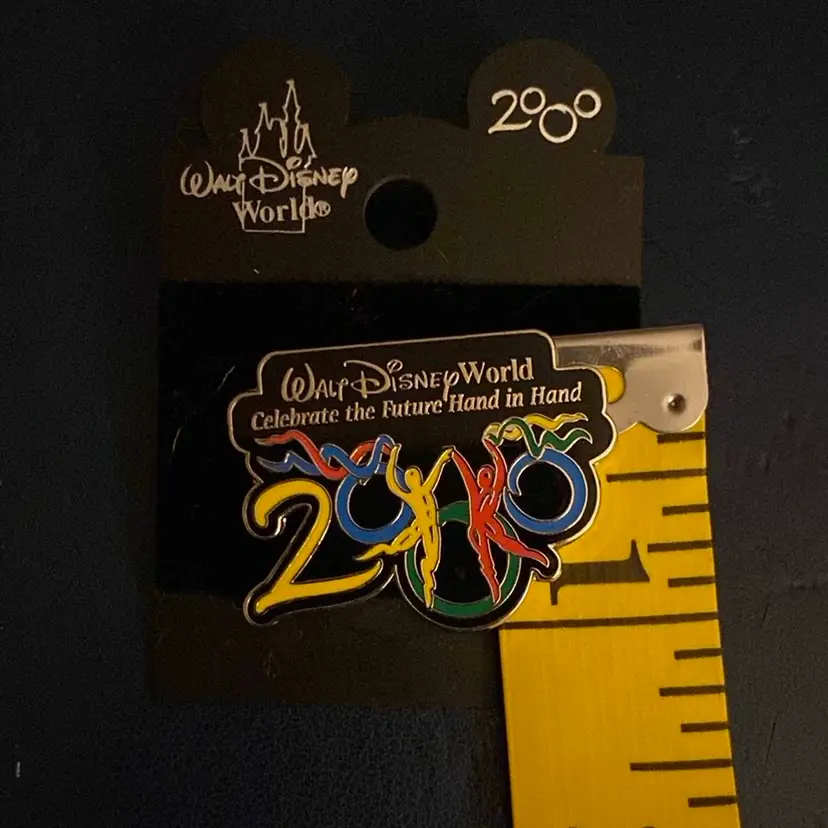 2000
WALT DISNEY
World®
WALT DISNEY World
Celebrate the Future Hand in Hand
2000
1